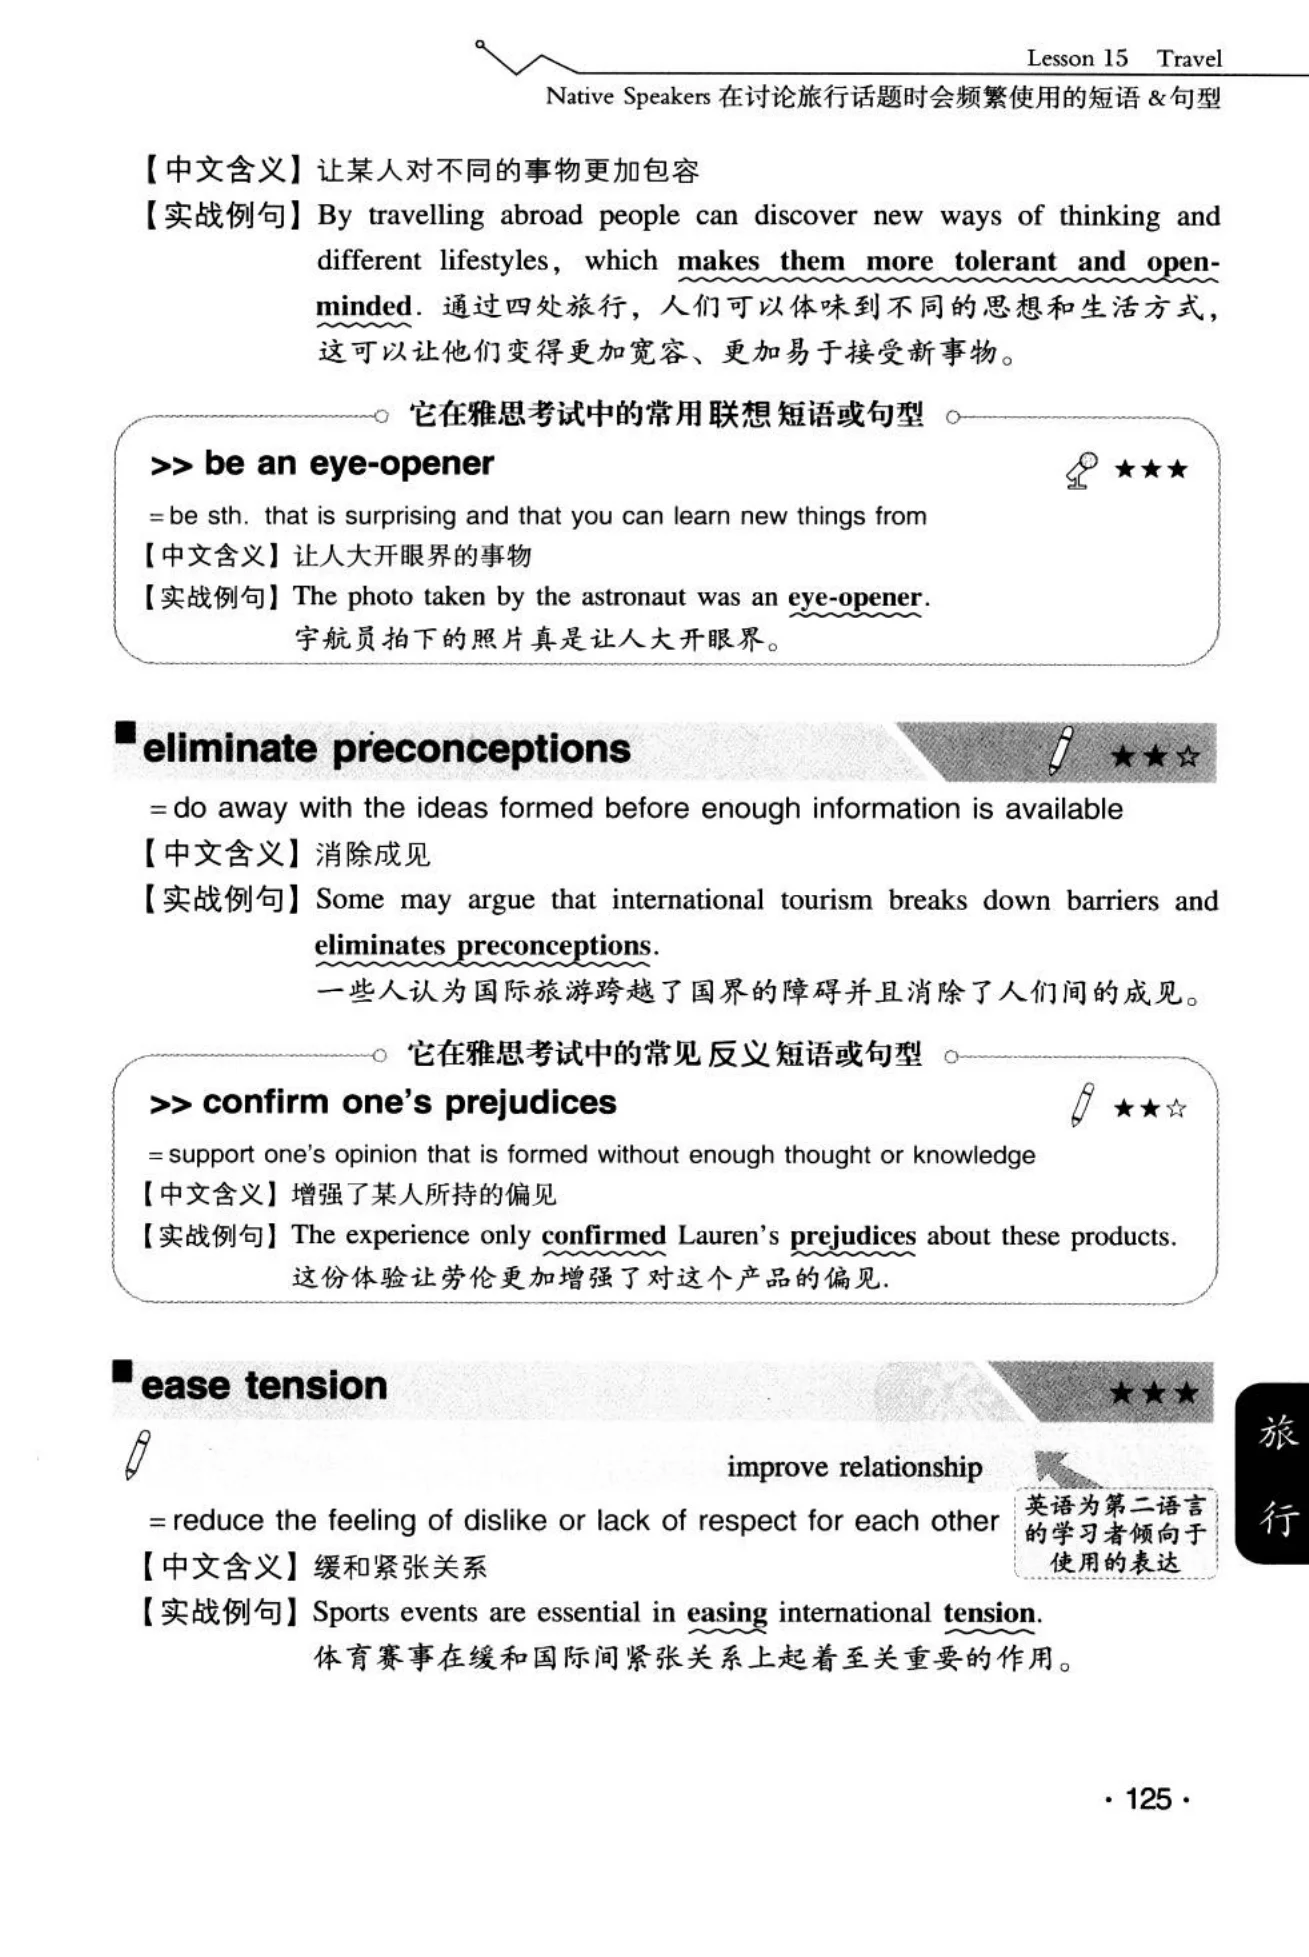 Lesson 15 Travel
Native Speakers 在讨论旅行话题时会频繁使用的短语 &句型
【中文含义】让某人对不同的事物更加包容
【实战例句】By travelling abroad people can discover new ways of thinking and
different lifestyles, which makes them more tolerant and open-
minded. 通过四处旅行，人们可以体味到不同的思想和生活方式，
这可以让他们变得更加宽容、更加易于接受新事物。
它在雅思考试中的常用联想短语或句型
>> be an eye-opener ★★★
=be sth. that is surprising and that you can learn new things from
【中文含义】让人大开眼界的事物
【实战例句】The photo taken by the astronaut was an eye-opener.
宇航员拍下的照片真是让人大开眼界。
■ eliminate preconceptions ★★☆
=do away with the ideas formed before enough information is available
【中文含义】消除成见
【实战例句】Some may argue that international tourism breaks down barriers and
eliminates preconceptions.
一些人认为国际旅游跨越了国界的障碍并且消除了人们间的成见。
它在雅思考试中的常见反义短语或句型
>> confirm one's prejudices ★★☆
=support one's opinion that is formed without enough thought or knowledge
【中文含义】增强了某人所持的偏见
【实战例句】The experience only confirmed Lauren's prejudices about these products.
这份体验让劳伦更加增强了对这个产品的偏见.
■ ease tension ★★★
improve relationship
=reduce the feeling of dislike or lack of respect for each other
英语为第二语言
的学习者倾向于
使用的表达
【中文含义】缓和紧张关系
【实战例句】Sports events are essential in easing international tension.
体育赛事在缓和国际间紧张关系上起着至关重要的作用。
旅
行
·125·